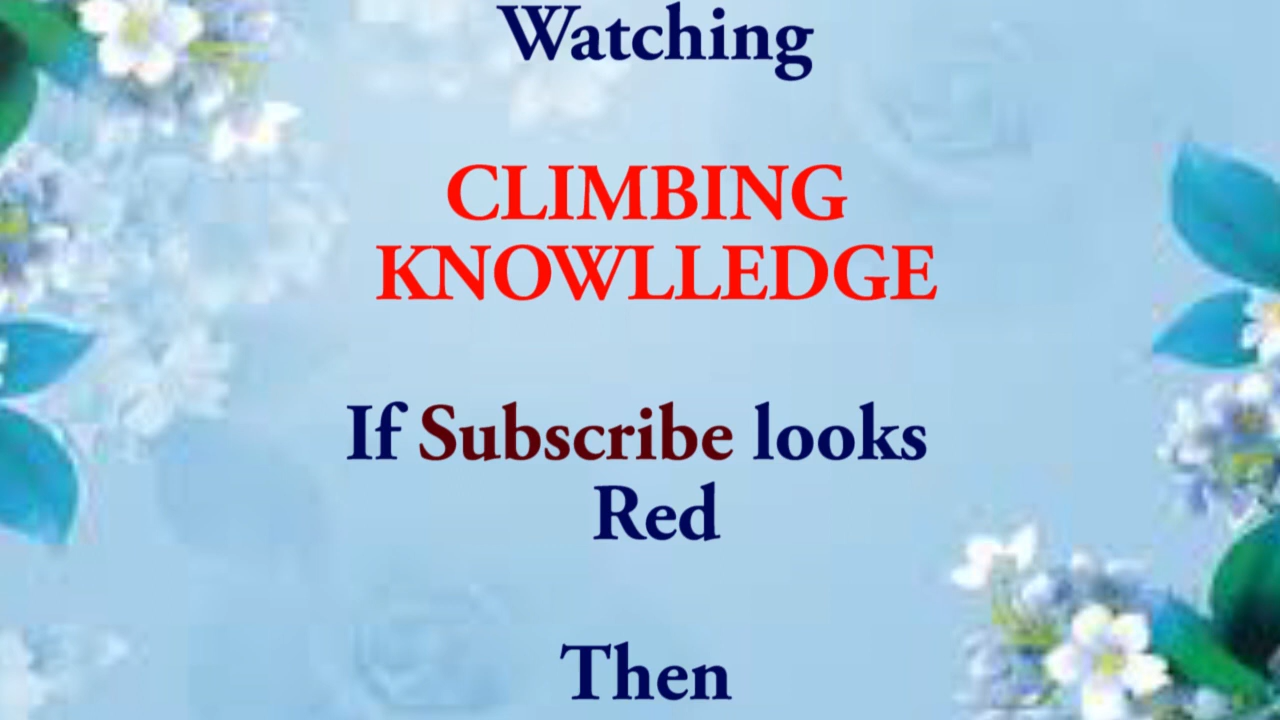 Watching
CLIMBING
KNOWLLEDGE
If Subscribe looks
Red
Then